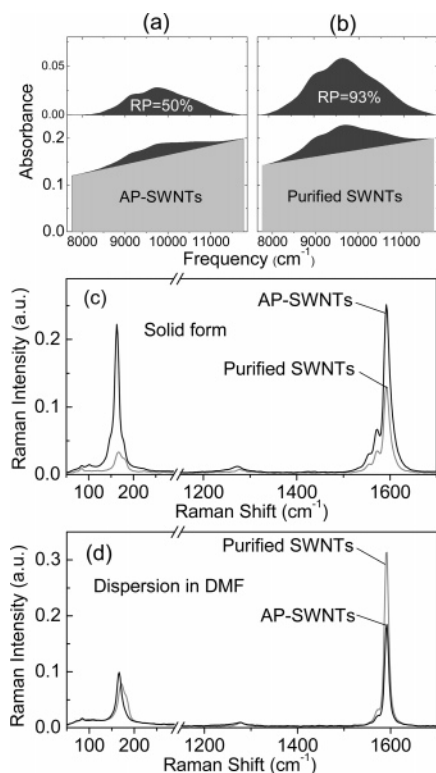 (a) (b)
0.05
0.00
RP=50% RP=93%
Absorbance
0.2
0.1
0.0
AP-SWNTs Purified SWNTs
8000 9000 10000 11000 8000 9000 10000 11000
Frequency (cm⁻¹)
(c)
Solid form
AP-SWNTs
Purified SWNTs
Raman Intensity (a.u.)
0.2
0.1
0.0
50 100 150 200 1200 1400 1600
Raman Shift (cm⁻¹)
(d)
Dispersion in DMF
Purified SWNTs
AP-SWNTs
Raman Intensity (a.u.)
0.3
0.2
0.1
0.0
50 100 150 200 1200 1400 1600
Raman Shift (cm⁻¹)